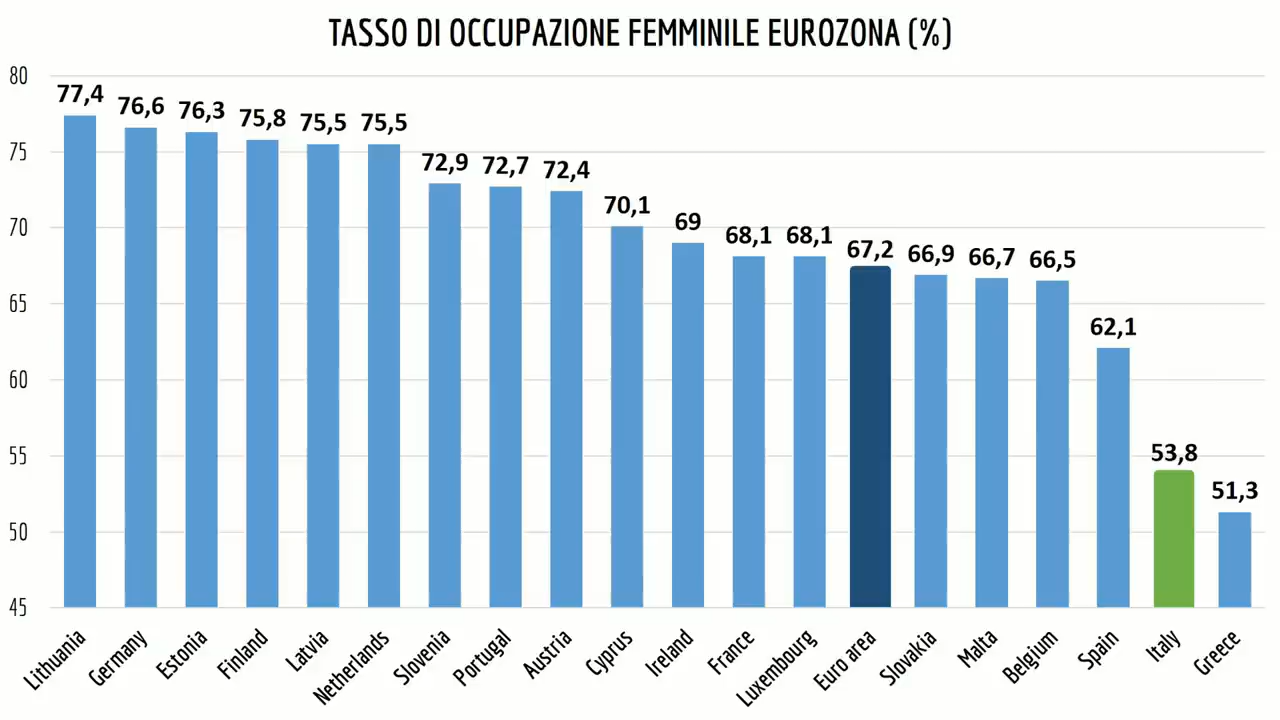 TASSO DI OCCUPAZIONE FEMMINILE EUROZONA (%)
80
75
70
65
60
55
50
45
77,4
76,6
76,3
75,8
75,5
75,5
72,9
72,7
72,4
70,1
69
68,1
68,1
67,2
66,9
66,7
66,5
62,1
53,8
51,3
Lithuania
Germany
Estonia
Finland
Latvia
Netherlands
Slovenia
Portugal
Austria
Cyprus
Ireland
France
Luxembourg
Euro area
Slovakia
Malta
Belgium
Spain
Italy
Greece